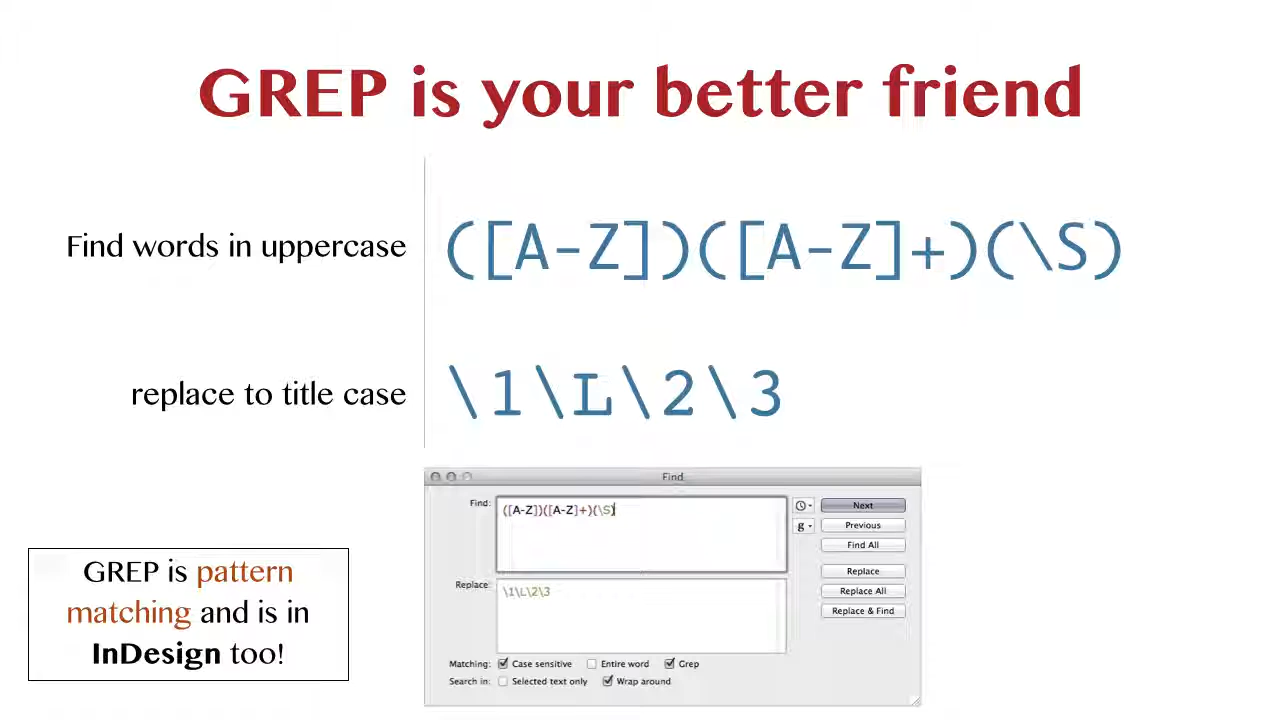 GREP is your better friend
Find words in uppercase
([A-Z])([A-Z]+)(\S)
replace to title case
\1\L\2\3
GREP is pattern
matching and is in
InDesign too!
Find
Find:
([A-Z])([A-Z]+)(\S)
g
Next
Previous
Find All
Replace:
\1\L\2\3
Replace
Replace All
Replace & Find
Matching: Case sensitive Entire word Grep
Search in: Selected text only Wrap around